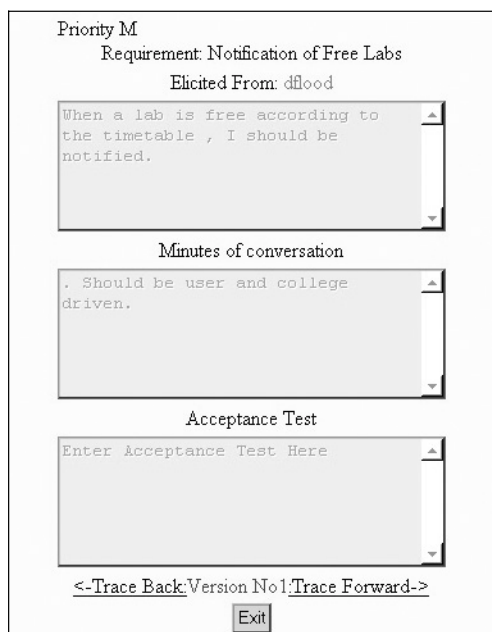 Priority M
Requirement: Notification of Free Labs
Elicited From: dflood
When a lab is free according to
the timetable , I should be
notified.
Minutes of conversation
. Should be user and college
driven.
Acceptance Test
Enter Acceptance Test Here
<-Trace Back:Version No1:Trace Forward->
Exit